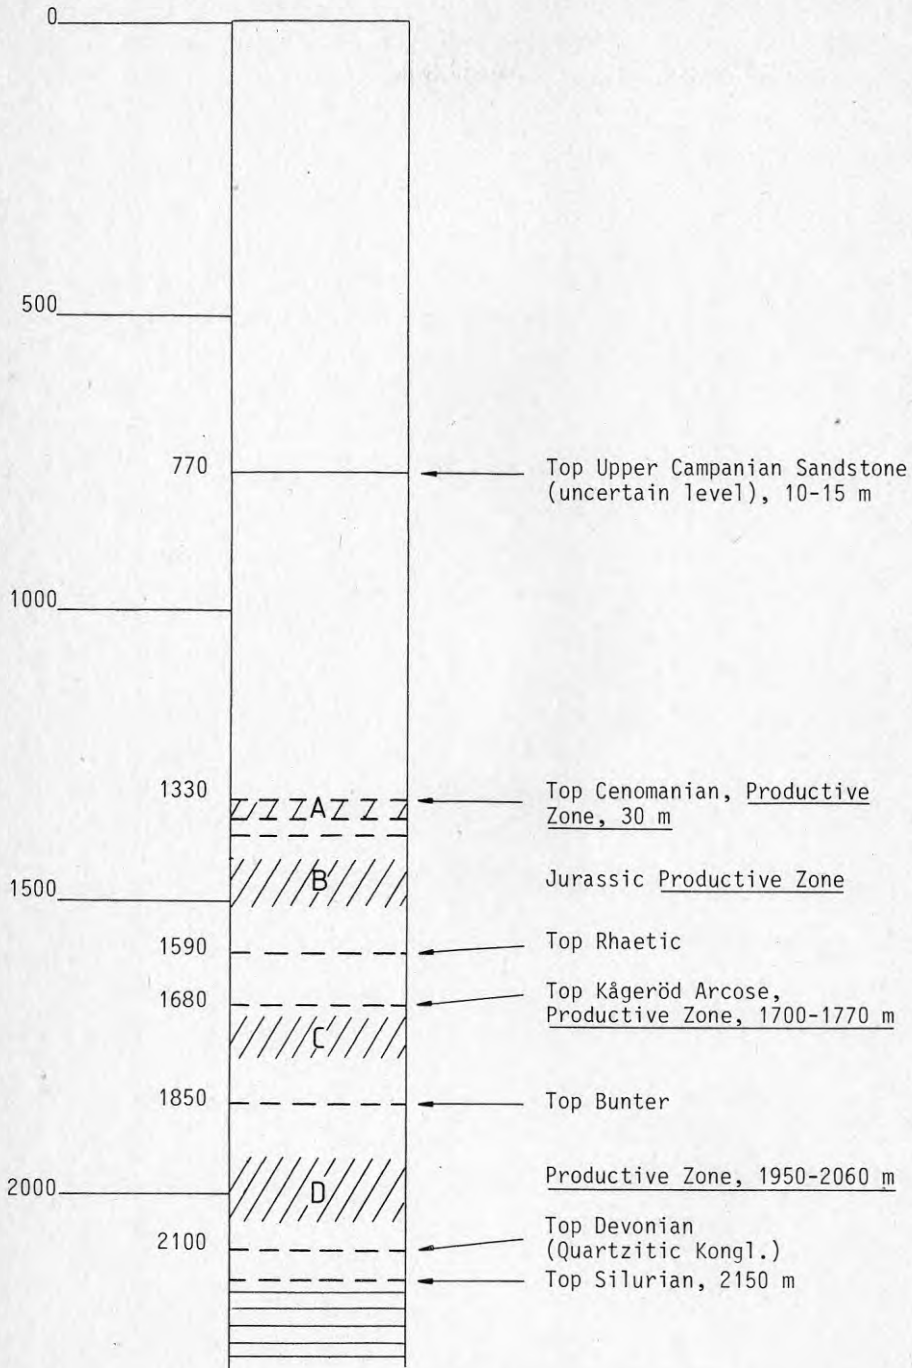 0
500
770
Top Upper Campanian Sandstone
(uncertain level), 10-15 m
1000
1330
A
Top Cenomanian, Productive
Zone, 30 m
B
Jurassic Productive Zone
1500
1590
Top Rhaetic
1680
Top Kågeröd Arcose,
Productive Zone, 1700-1770 m
C
1850
Top Bunter
Productive Zone, 1950-2060 m
2000
D
2100
Top Devonian
(Quartzitic Kongl.)
Top Silurian, 2150 m